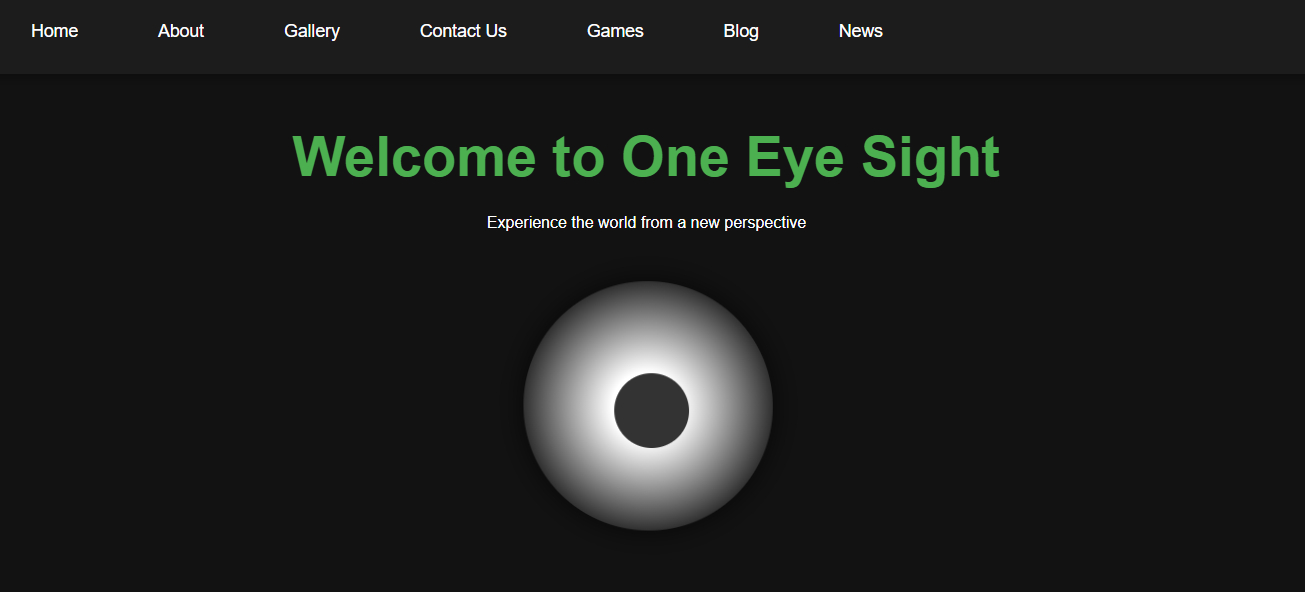 Home About Gallery Contact Us Games Blog News
Welcome to One Eye Sight
Experience the world from a new perspective